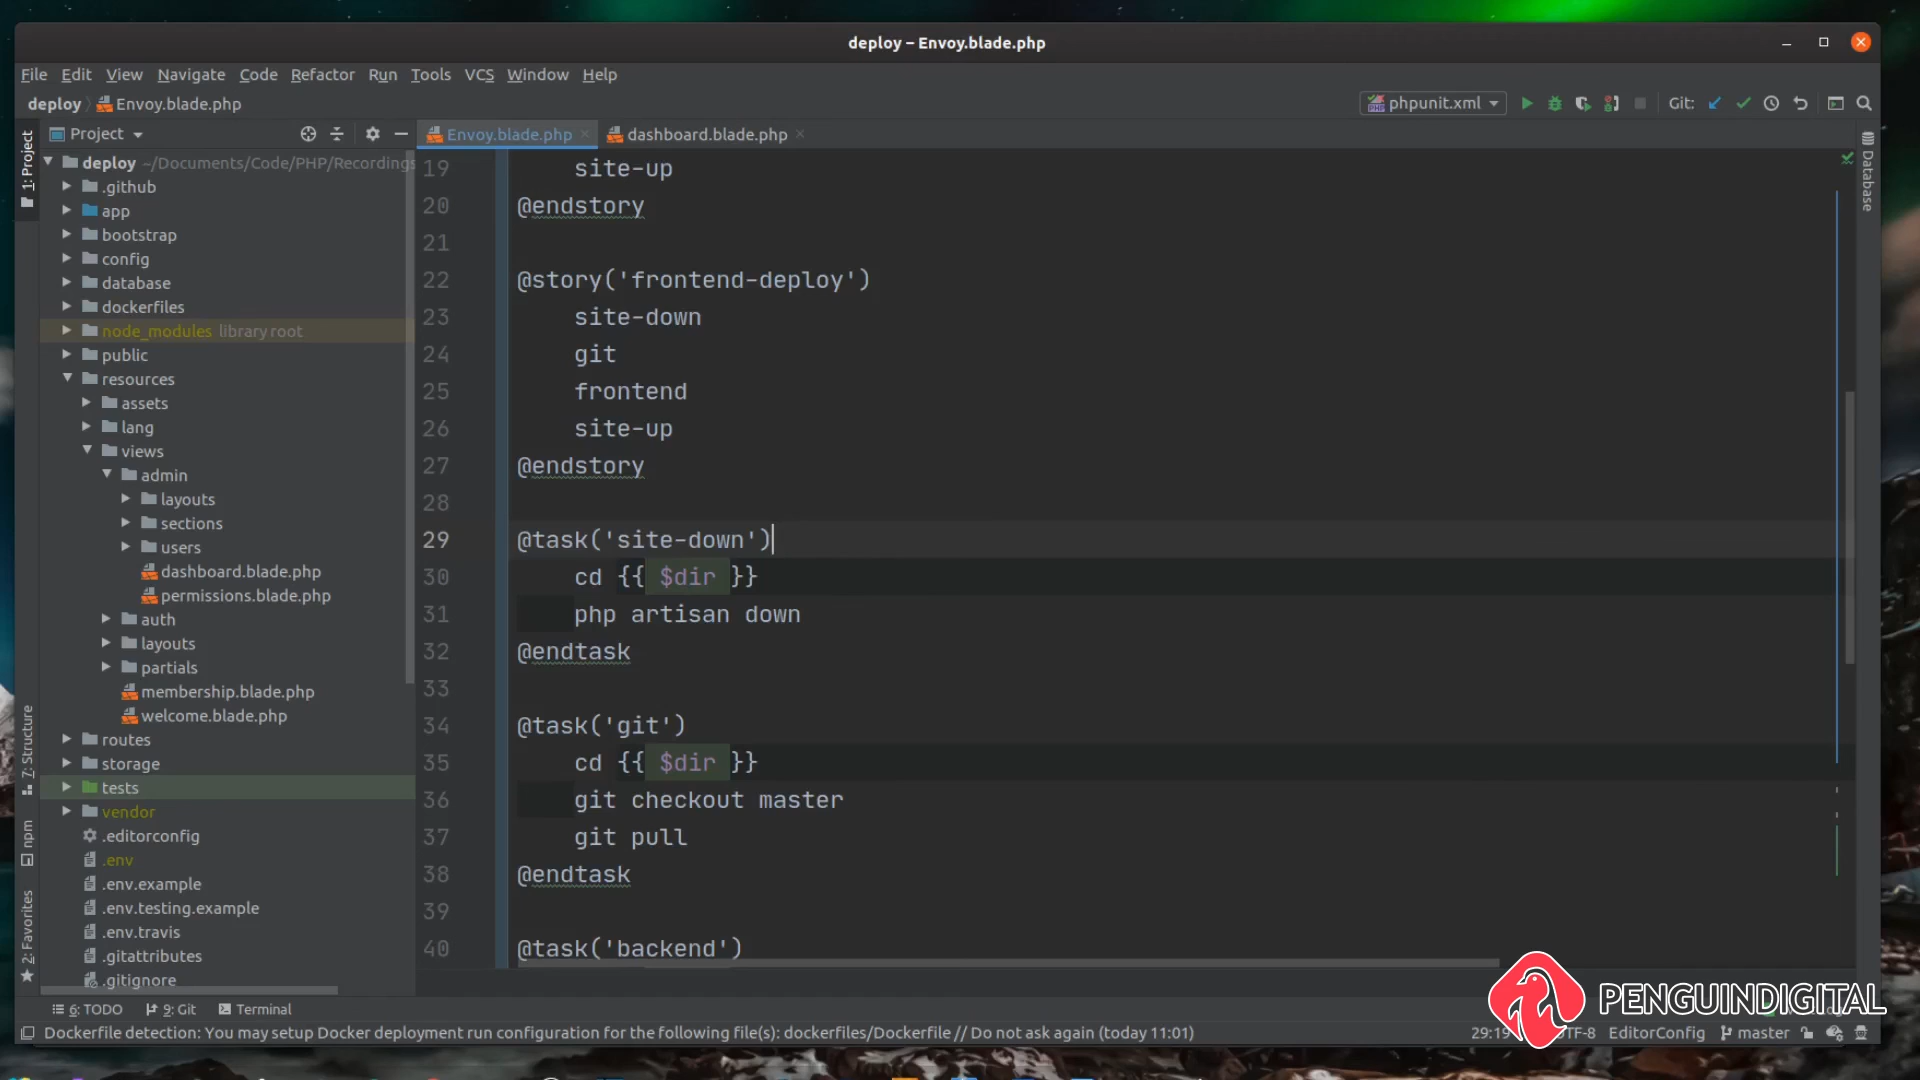 deploy – Envoy.blade.php
File Edit View Navigate Code Refactor Run Tools VCS Window Help
deploy Envoy.blade.php phpunit.xml Git:
Project Envoy.blade.php dashboard.blade.php
1: Project
7: Structure
npm
2: Favorites
Database
deploy ~/Documents/Code/PHP/Recordings
.github
app
bootstrap
config
database
dockerfiles
node_modules library root
public
resources
assets
lang
views
admin
layouts
sections
users
dashboard.blade.php
permissions.blade.php
auth
layouts
partials
membership.blade.php
welcome.blade.php
routes
storage
tests
vendor
.editorconfig
.env
.env.example
.env.testing.example
.env.travis
.gitattributes
.gitignore
19 site-up
20 @endstory
21
22 @story('frontend-deploy')
23 site-down
24 git
25 frontend
26 site-up
27 @endstory
28
29 @task('site-down')
30 cd {{ $dir }}
31 php artisan down
32 @endtask
33
34 @task('git')
35 cd {{ $dir }}
36 git checkout master
37 git pull
38 @endtask
39
40 @task('backend')
PENGUINDIGITAL
6: TODO 9: Git Terminal
Dockerfile detection: You may setup Docker deployment run configuration for the following file(s): dockerfiles/Dockerfile // Do not ask again (today 11:01) 29:19 EditorConfig master